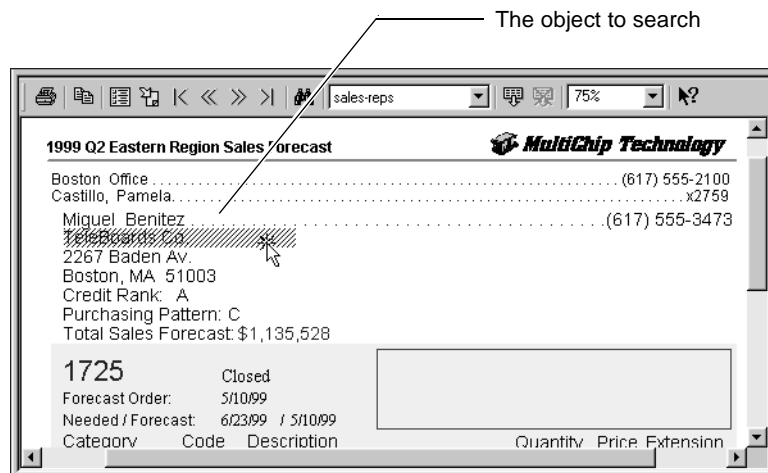 The object to search
sales-reps 75%
1999 Q2 Eastern Region Sales Forecast MultiChip Technology
Boston Office (617) 555-2100
Castillo, Pamela x2759
Miguel Benitez (617) 555-3473
TeleBoards Co.
2267 Baden Av.
Boston, MA 51003
Credit Rank: A
Purchasing Pattern: C
Total Sales Forecast: $1,135,528
1725 Closed
Forecast Order: 5/10/99
Needed / Forecast: 6/23/99 / 5/10/99
Category Code Description Quantity Price Extension